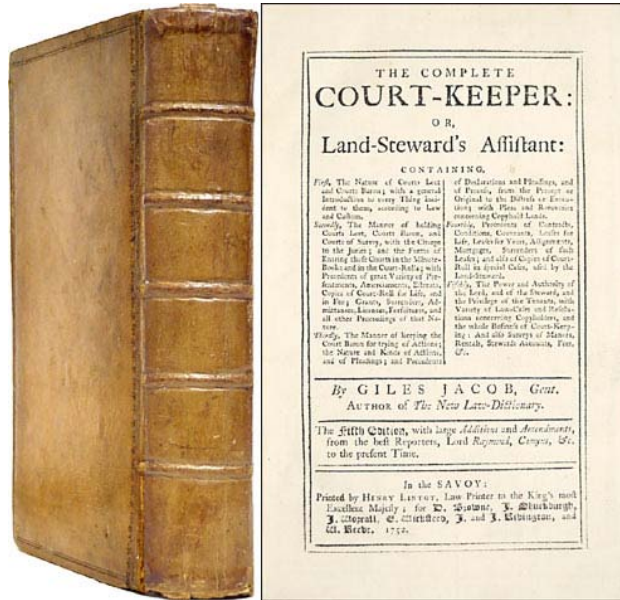 THE COMPLETE
COURT-KEEPER:
OR,
Land-Steward's Aſſiſtant:
CONTAINING,
Firſt, The Nature of Courts Leet
and Courts Baron; with a general
Introduction to every Thing inci-
dent to them, according to Law
and Cuſtom.
Secondly, The Manner of holding
Courts Leet, Courts Baron, and
Courts of Survey, with the Charge
to the Juries; and the Forms of
Entring thoſe Courts in the Minute-
Books and in the Court-Rolls; with
Precedents of great Variety of Pre-
ſentments, Amerciaments, Eſtreats,
Copies of Court-Roll for Life, and
in Fee; Grants, Surrenders, Ad-
mittances, Licences, Forfeitures, and
all other Proceedings of that Na-
ture.
Thirdly, The Manner of keeping the
Court Baron for trying of Actions;
the Nature and Kinds of Actions,
and of Pleadings; and Precedents
of Declarations and Pleadings, and
of Proceſs, from the Precept or
Original to the Diſtreſs or Execu-
tion; with Pleas and Recoveries
concerning Copyhold Lands.
Fourthly, Precedents of Contracts,
Conditions, Covenants, Leaſes for
Life, Leaſes for Years, Aſſignments,
Mortgages, Surrenders of ſuch
Leaſes; and alſo of Copies of Court-
Roll in ſpecial Caſes, uſed by the
Land-Steward.
Fifthly, The Power and Authority of
the Lord, and of the Steward, and
the Privilege of the Tenants, with
Variety of Law-Caſes and Reſolu-
tions concerning Copyholders, and
the whole Buſineſs of Court-Keep-
ing: And alſo Surveys of Manors,
Rentals, Stewards Accounts, Fees,
&c.
By GILES JACOB, Gent.
AUTHOR of The New Law-Dictionary.
The Fifth Edition, with large Additions and Amendments,
from the beſt Reporters, Lord Raymond, Comyns, &c.
to the preſent Time.
In the SAVOY:
Printed by HENRY LINTOT, Law Printer to the King's moſt
Excellent Majeſty; for D. Browne, J. Shuckburgh,
J. Worrall, E. Wickſteed, J. and J. Rivington, and
W. Reeve. 1752.